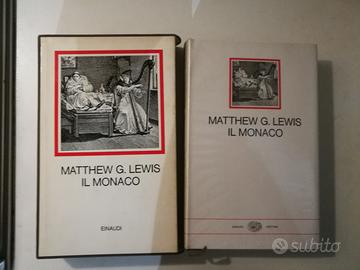 MATTHEW G. LEWIS
IL MONACO
EINAUDI
MATTHEW G. LEWIS
IL MONACO
subito